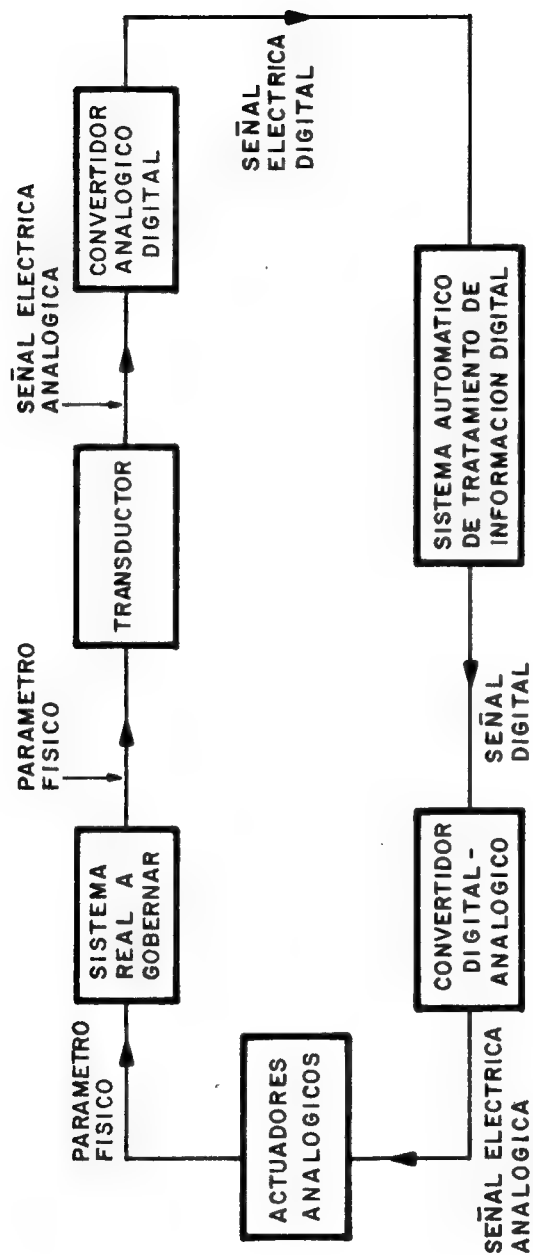 PARAMETRO
FISICO
SISTEMA
REAL A
GOBERNAR
PARAMETRO
FISICO
TRANSDUCTOR
SEÑAL ELECTRICA
ANALOGICA
CONVERTIDOR
ANALOGICO
DIGITAL
SEÑAL
ELECTRICA
DIGITAL
SISTEMA AUTOMATICO
DE TRATAMIENTO DE
INFORMACION DIGITAL
SEÑAL
DIGITAL
CONVERTIDOR
DIGITAL-
ANALOGICO
SEÑAL ELECTRICA
ANALOGICA
ACTUADORES
ANALOGICOS